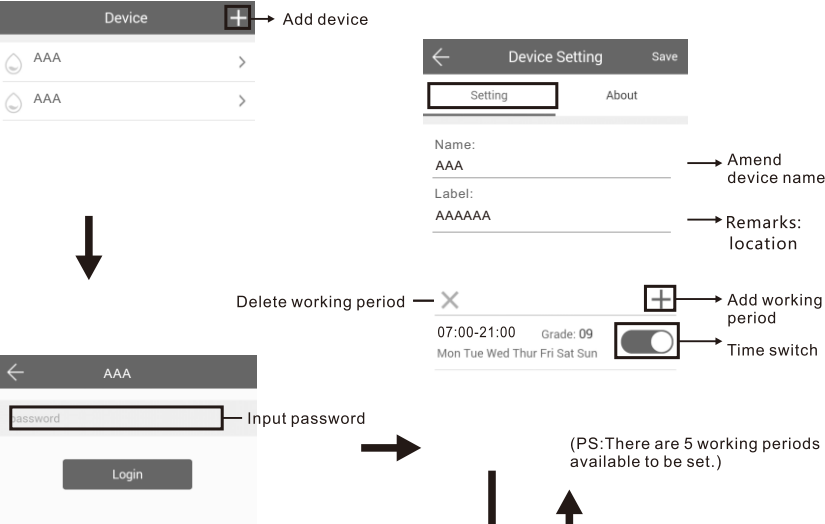 Device
Add device
AAA
AAA
Device Setting
Save
Setting
About
Name:
AAA
Amend
device name
Label:
AAAAAA
Remarks:
location
Delete working period
Add working
period
07:00-21:00 Grade: 09
Mon Tue Wed Thur Fri Sat Sun
Time switch
AAA
password
Input password
Login
(PS:There are 5 working periods
available to be set.)